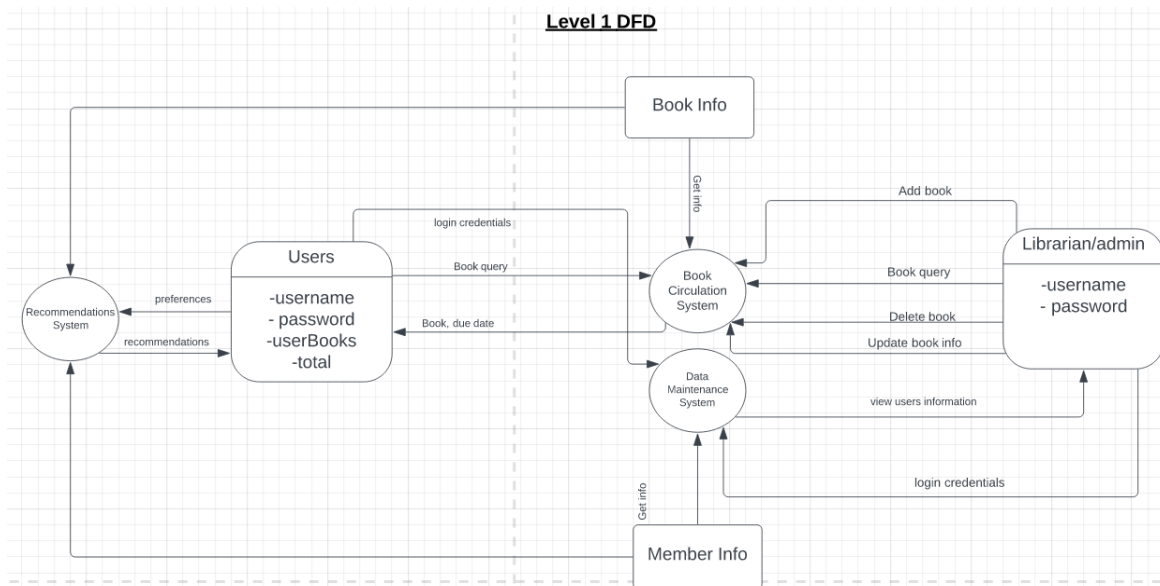 Level 1 DFD
Book Info
Get info
Add book
login credentials
Librarian/admin
Users
Book query
Book
Circulation
System
Book query
-username
- password
-username
- password
-userBooks
-total
preferences
Recommendations
System
recommendations
Book, due date
Delete book
Update book info
Data
Maintenance
System
view users information
login credentials
Get info
Member Info